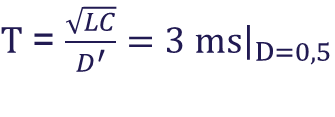 T = √LC / D′ = 3 ms|D=0,5